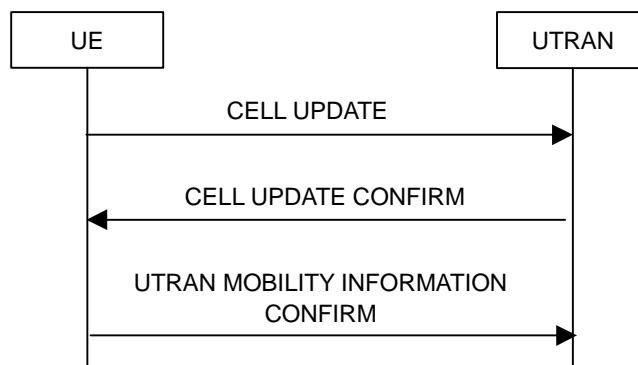 UE
UTRAN
CELL UPDATE
CELL UPDATE CONFIRM
UTRAN MOBILITY INFORMATION
CONFIRM